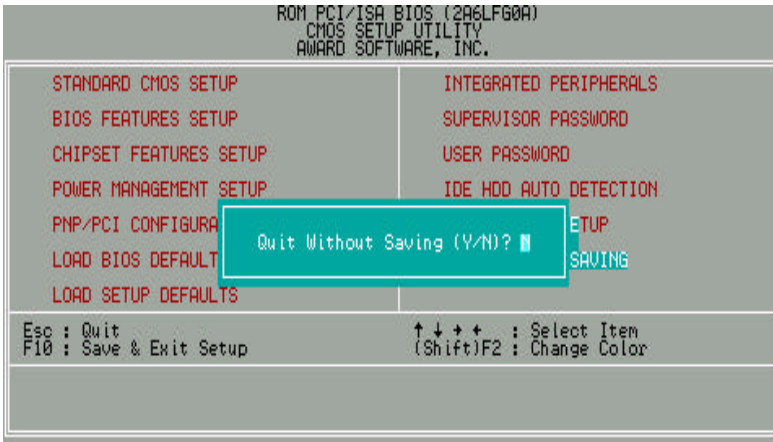 ROM PCI/ISA BIOS (2A6LFG0A)
CMOS SETUP UTILITY
AWARD SOFTWARE, INC.
STANDARD CMOS SETUP
BIOS FEATURES SETUP
CHIPSET FEATURES SETUP
POWER MANAGEMENT SETUP
PNP/PCI CONFIGURA
LOAD BIOS DEFAULT
LOAD SETUP DEFAULTS
INTEGRATED PERIPHERALS
SUPERVISOR PASSWORD
USER PASSWORD
IDE HDD AUTO DETECTION
ETUP
SAVING
Quit Without Saving (Y/N)? N
Esc : Quit
F10 : Save & Exit Setup
↑ ↓ → ← : Select Item
(Shift)F2 : Change Color